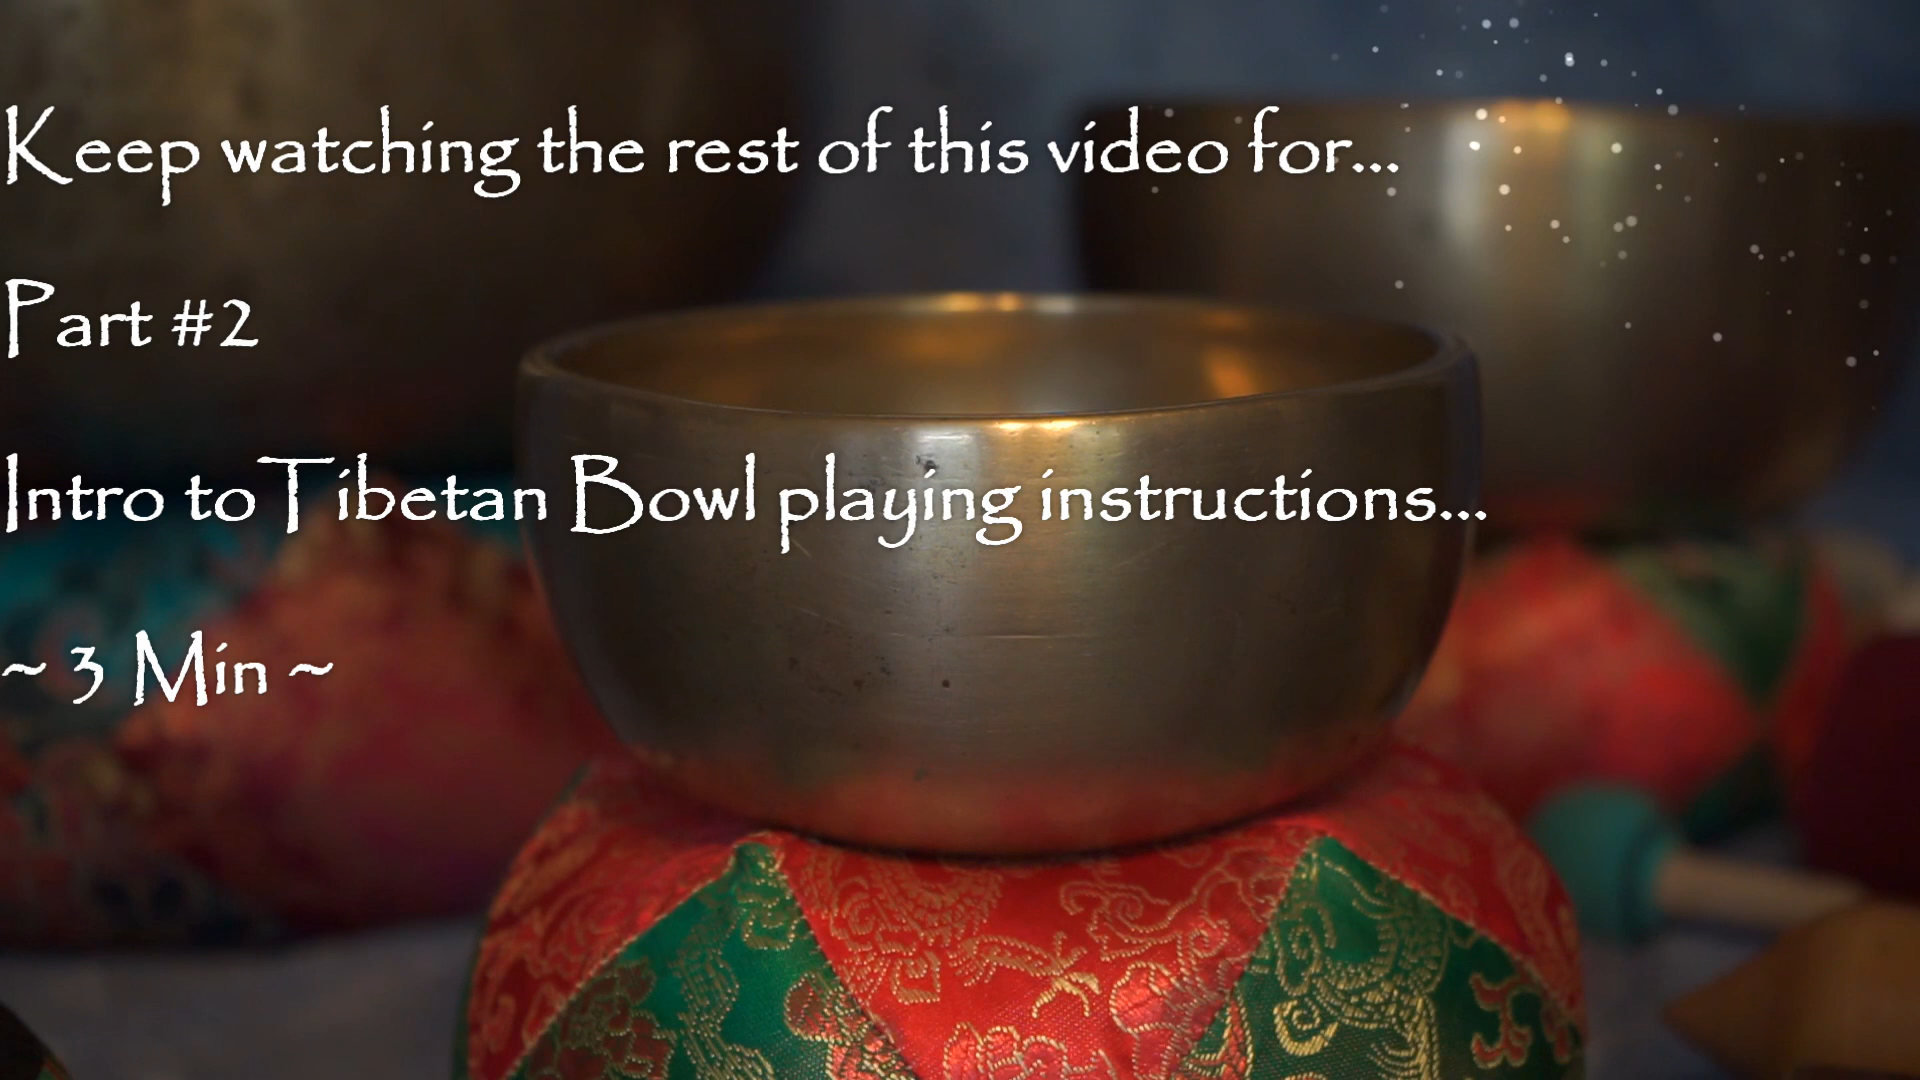 Keep watching the rest of this video for...
Part #2
Intro to Tibetan Bowl playing instructions...
~ 3 Min ~